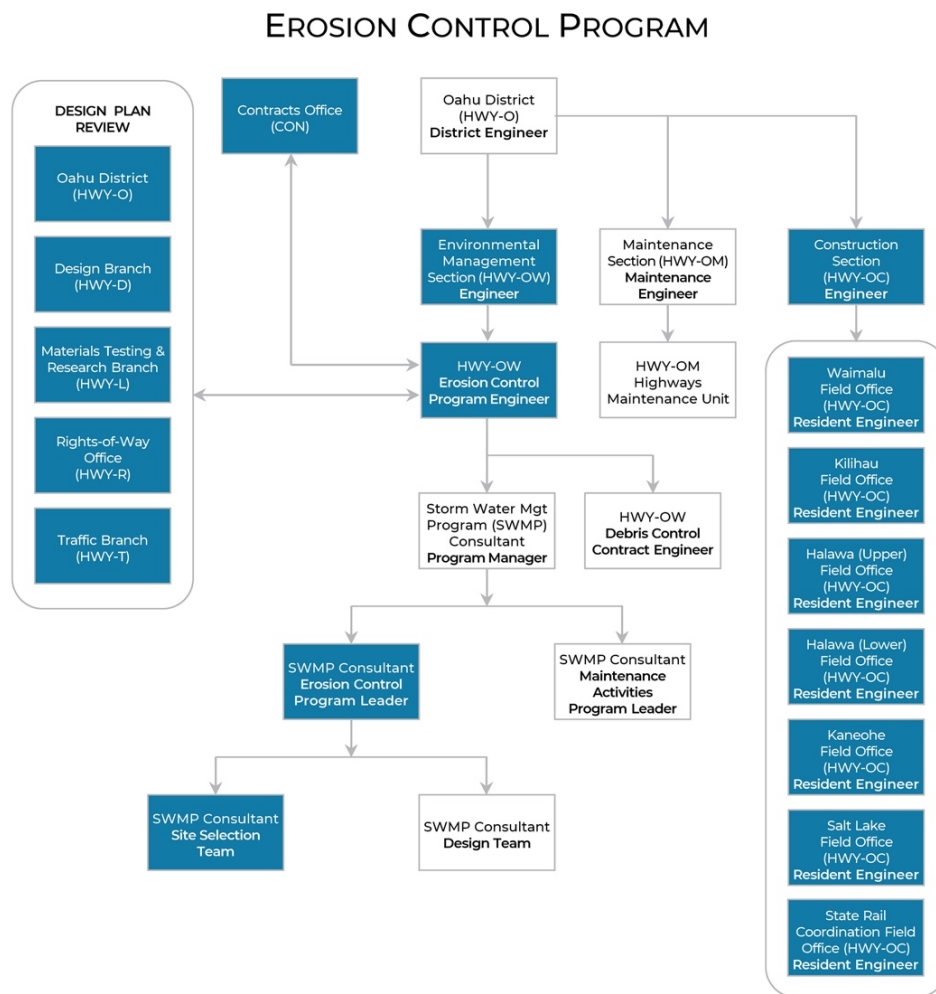 EROSION CONTROL PROGRAM
DESIGN PLAN
REVIEW
Oahu District
(HWY-O)
Design Branch
(HWY-D)
Materials Testing &
Research Branch
(HWY-L)
Rights-of-Way
Office
(HWY-R)
Traffic Branch
(HWY-T)
Contracts Office
(CON)
Oahu District
(HWY-O)
District Engineer
Environmental
Management
Section (HWY-OW)
Engineer
Maintenance
Section (HWY-OM)
Maintenance
Engineer
Construction
Section
(HWY-OC)
Engineer
HWY-OW
Erosion Control
Program Engineer
HWY-OM
Highways
Maintenance Unit
Storm Water Mgt
Program (SWMP)
Consultant
Program Manager
HWY-OW
Debris Control
Contract Engineer
SWMP Consultant
Erosion Control
Program Leader
SWMP Consultant
Maintenance
Activities
Program Leader
SWMP Consultant
Site Selection
Team
SWMP Consultant
Design Team
Waimalu
Field Office
(HWY-OC)
Resident Engineer
Kilihau
Field Office
(HWY-OC)
Resident Engineer
Halawa (Upper)
Field Office
(HWY-OC)
Resident Engineer
Halawa (Lower)
Field Office
(HWY-OC)
Resident Engineer
Kaneohe
Field Office
(HWY-OC)
Resident Engineer
Salt Lake
Field Office
(HWY-OC)
Resident Engineer
State Rail
Coordination Field
Office (HWY-OC)
Resident Engineer